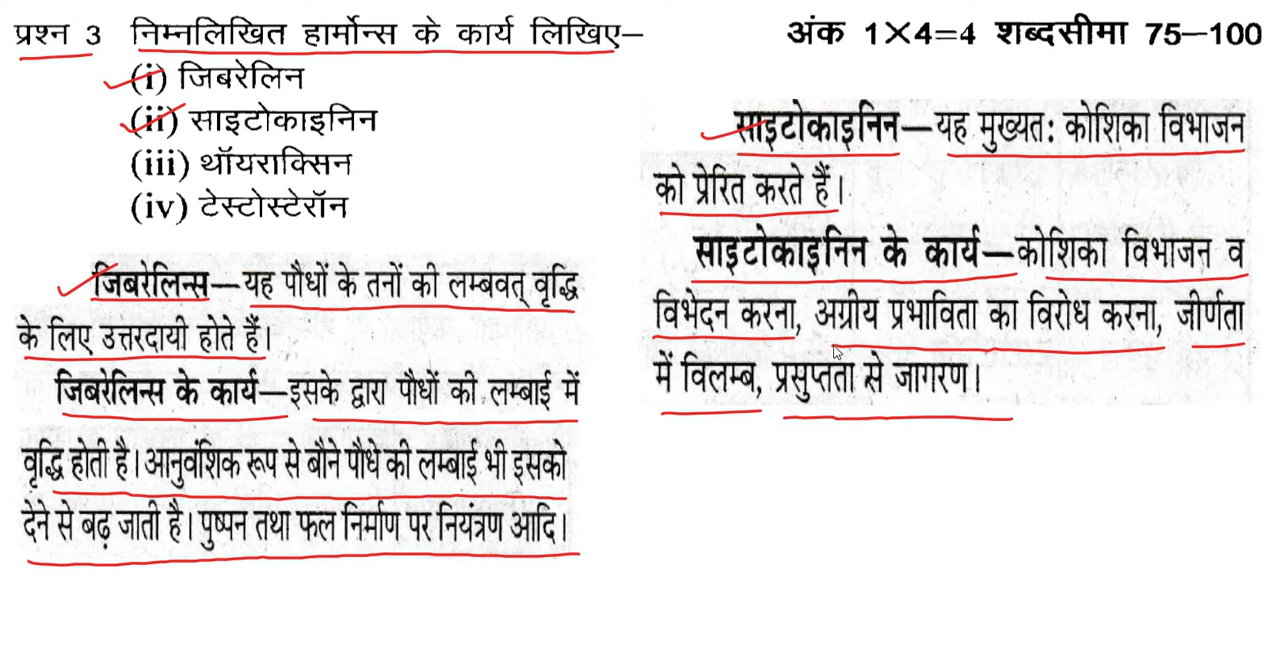 प्रश्न 3 निम्नलिखित हार्मोन्स के कार्य लिखिए–
अंक 1×4=4 शब्दसीमा 75–100
(i) जिबरेलिन
(ii) साइटोकाइनिन
(iii) थॉयराक्सिन
(iv) टेस्टोस्टेरॉन
जिबरेलिन्स—यह पौधों के तनों की लम्बवत् वृद्धि
के लिए उत्तरदायी होते हैं।
जिबरेलिन्स के कार्य—इसके द्वारा पौधों की लम्बाई में
वृद्धि होती है। आनुवंशिक रूप से बौने पौधे की लम्बाई भी इसको
देने से बढ़ जाती है। पुष्पन तथा फल निर्माण पर नियंत्रण आदि।
साइटोकाइनिन—यह मुख्यत: कोशिका विभाजन
को प्रेरित करते हैं।
साइटोकाइनिन के कार्य—कोशिका विभाजन व
विभेदन करना, अग्रीय प्रभाविता का विरोध करना, जीर्णता
में विलम्ब, प्रसुप्तता से जागरण।